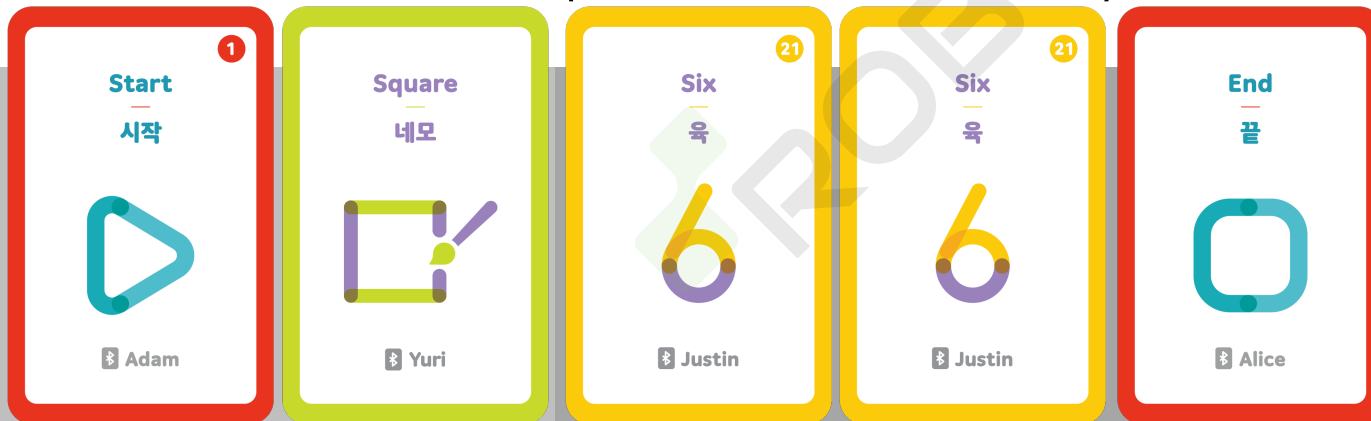 1
Start
시작
Adam
Square
네모
Yuri
21
Six
육
Justin
21
Six
육
Justin
End
끝
Alice
ROB